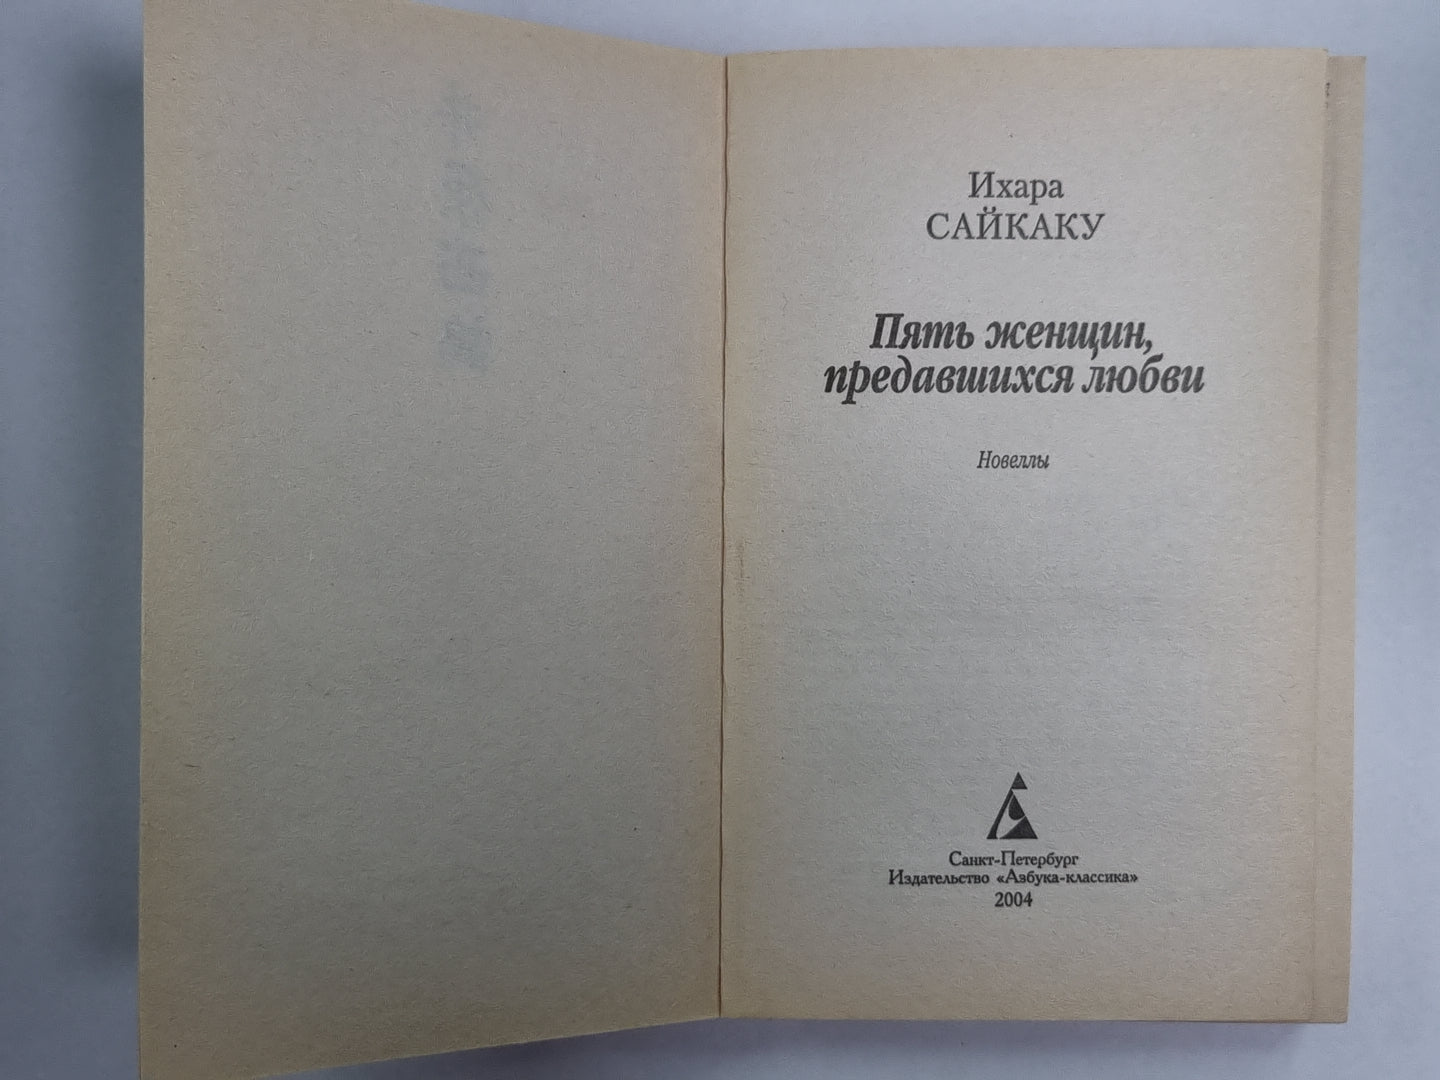 Ихара
САЙКАКУ
Пять женщин,
предавшихся любви
Новеллы
Санкт-Петербург
Издательство «Азбука-классика»
2004